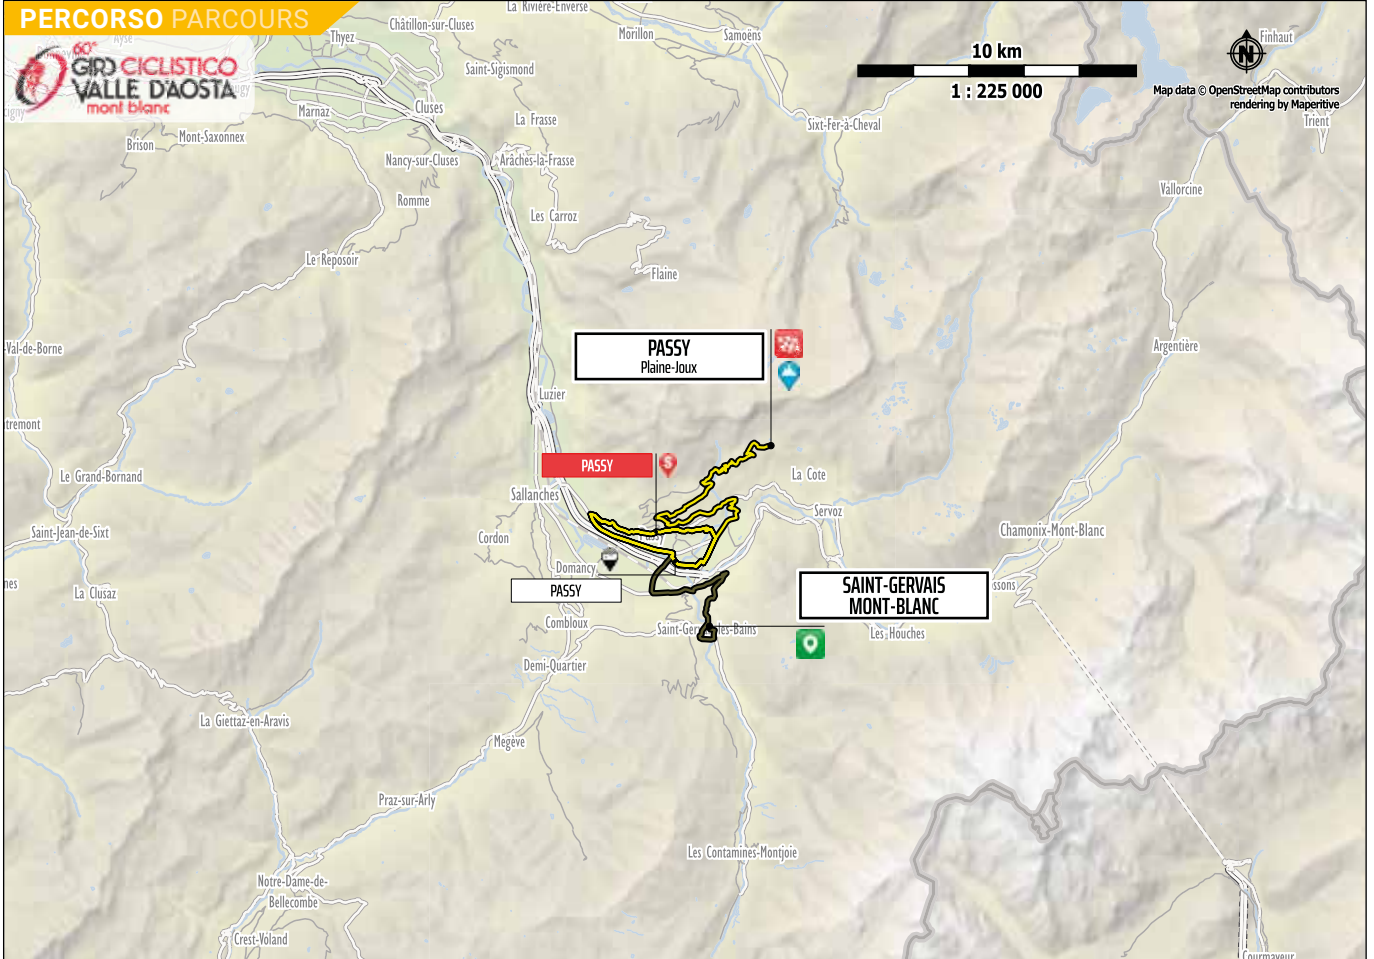 PERCORSO PARCOURS
60°
GIRO CICLISTICO
VALLE D'AOSTA
mont blanc
La Rivière-Enverse
Châtillon-sur-Cluses
Thyez
Ayse
Morillon
Samoëns
Finhaut
10 km
N
Saint-Sigismond
1 : 225 000
Map data © OpenStreetMap contributors
rendering by Maperitive
Marnaz
Cluses
La Frasse
Sixt-Fer-à-Cheval
Trient
Brison
Mont-Saxonnex
Nancy-sur-Cluses
Arâches-la-Frasse
Vallorcine
Romme
Les Carroz
Le Reposoir
Flaine
-Val-de-Borne
PASSY
Plaine-Joux
Argentière
Luzier
PASSY
S
La Cote
Le Grand-Bornand
Sallanches
Servoz
Saint-Jean-de-Sixt
Cordon
Chamonix-Mont-Blanc
Domancy
La Clusaz
PASSY
SAINT-GERVAIS
MONT-BLANC
ssons
Combloux
Les Houches
Demi-Quartier
La Giettaz-en-Aravis
Megève
Praz-sur-Arly
Les Contamines-Montjoie
Notre-Dame-de-
Bellecombe
Crest-Voland
Courmayeur